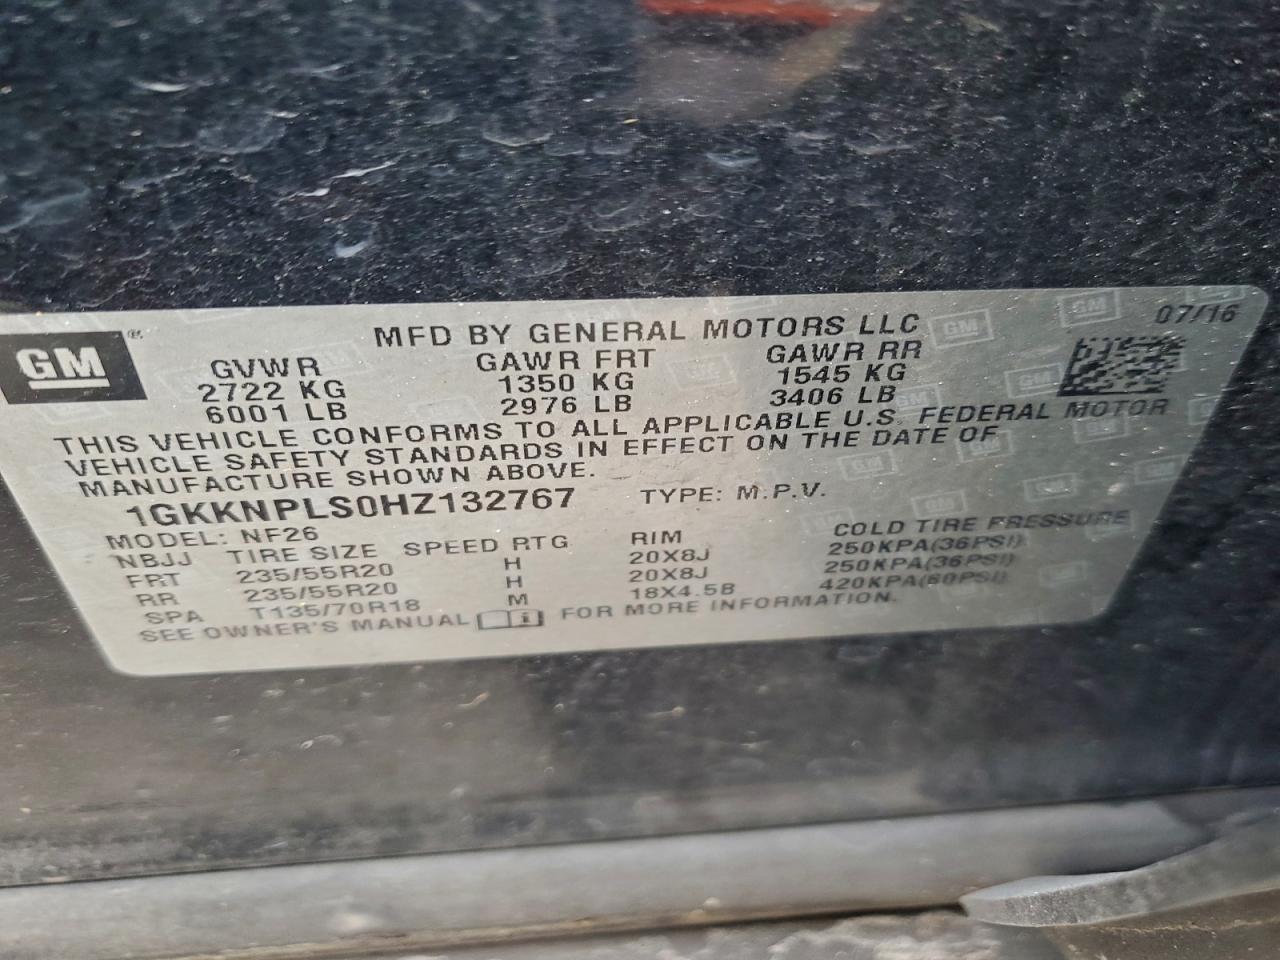 GM®
MFD BY GENERAL MOTORS LLC
07/16
GVWR GAWR FRT GAWR RR
2722 KG 1350 KG 1545 KG
6001 LB 2976 LB 3406 LB
THIS VEHICLE CONFORMS TO ALL APPLICABLE U.S. FEDERAL MOTOR
VEHICLE SAFETY STANDARDS IN EFFECT ON THE DATE OF
MANUFACTURE SHOWN ABOVE.
1GKKNPLS0HZ132767 TYPE: M.P.V.
MODEL: NF26
NBJJ TIRE SIZE SPEED RTG RIM COLD TIRE PRESSURE
FRT 235/55R20 H 20X8J 250KPA(36PSI)
RR 235/55R20 H 20X8J 250KPA(36PSI)
SPA T135/70R18 M 18X4.5B 420KPA(60PSI)
SEE OWNER'S MANUAL FOR MORE INFORMATION.